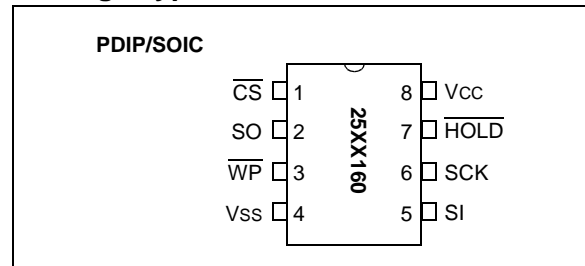 PDIP/SOIC
CS 1 8 VCC
SO 2 7 HOLD
WP 3 6 SCK
VSS 4 5 SI
25XX160